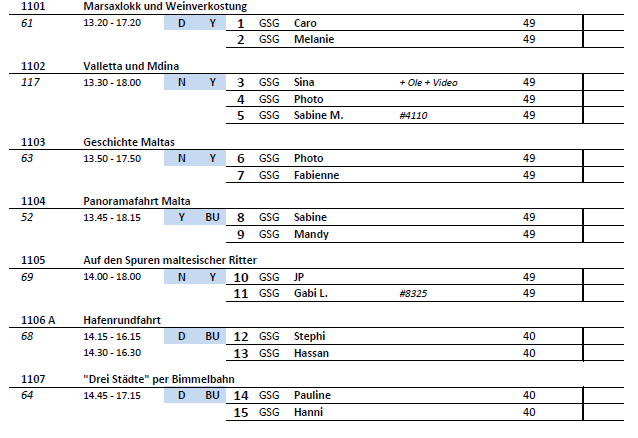 1101 Marsaxlokk und Weinverkostung
61 13.20 - 17.20 D Y 1 GSG Caro 49
2 GSG Melanie 49
1102 Valletta und Mdina
117 13.30 - 18.00 N Y 3 GSG Sina + Ole + Video 49
4 GSG Photo 49
5 GSG Sabine M. #4110 49
1103 Geschichte Maltas
63 13.50 - 17.50 N Y 6 GSG Photo 49
7 GSG Fabienne 49
1104 Panoramafahrt Malta
52 13.45 - 18.15 Y BU 8 GSG Sabine 49
9 GSG Mandy 49
1105 Auf den Spuren maltesischer Ritter
69 14.00 - 18.00 N Y 10 GSG JP 49
11 GSG Gabi L. #8325 49
1106 A Hafenrundfahrt
68 14.15 - 16.15 D BU 12 GSG Stephi 40
14.30 - 16.30 13 GSG Hassan 40
1107 "Drei Städte" per Bimmelbahn
64 14.45 - 17.15 D BU 14 GSG Pauline 40
15 GSG Hanni 40